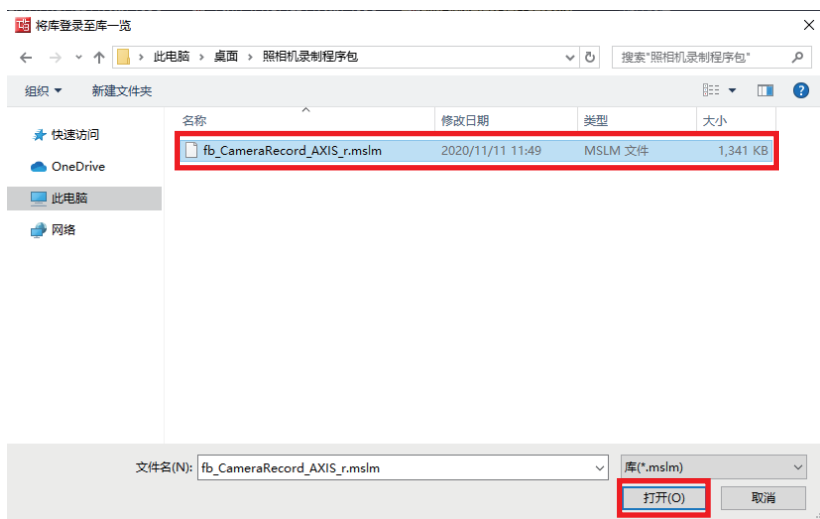 将库登录至库一览
此电脑 › 桌面 › 照相机录制程序包
搜索"照相机录制程序包"
组织 新建文件夹
名称 修改日期 类型 大小
fb_CameraRecord_AXIS_r.mslm 2020/11/11 11:49 MSLM 文件 1,341 KB
快速访问
OneDrive
此电脑
网络
文件名(N): fb_CameraRecord_AXIS_r.mslm 库(*.mslm)
打开(O) 取消